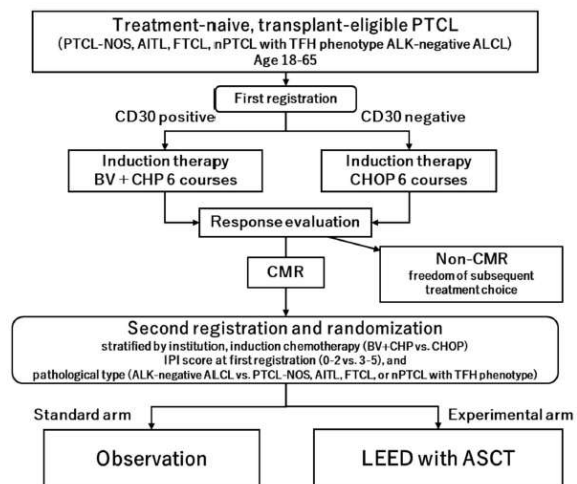 Treatment-naive, transplant-eligible PTCL
(PTCL-NOS, AITL, FTCL, nPTCL with TFH phenotype ALK-negative ALCL)
Age 18-65
First registration
CD30 positive
CD30 negative
Induction therapy
BV + CHP 6 courses
Induction therapy
CHOP 6 courses
Response evaluation
Non-CMR
freedom of subsequent
treatment choice
CMR
Second registration and randomization
stratified by institution, induction chemotherapy (BV+CHP vs. CHOP)
IPI score at first registration (0-2 vs. 3-5), and
pathological type (ALK-negative ALCL vs. PTCL-NOS, AITL, FTCL, or nPTCL with TFH phenotype)
Standard arm
Experimental arm
Observation
LEED with ASCT